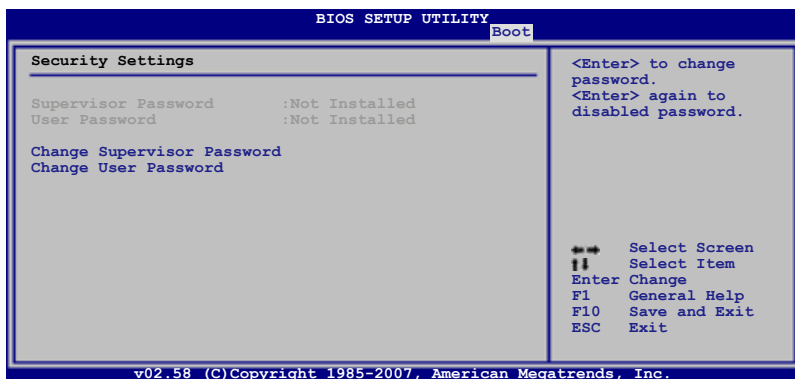 BIOS SETUP UTILITY
Boot
Security Settings
Supervisor Password :Not Installed
User Password :Not Installed
Change Supervisor Password
Change User Password
<Enter> to change
password.
<Enter> again to
disabled password.
←→ Select Screen
↑↓ Select Item
Enter Change
F1 General Help
F10 Save and Exit
ESC Exit
v02.58 (C)Copyright 1985-2007, American Megatrends, Inc.